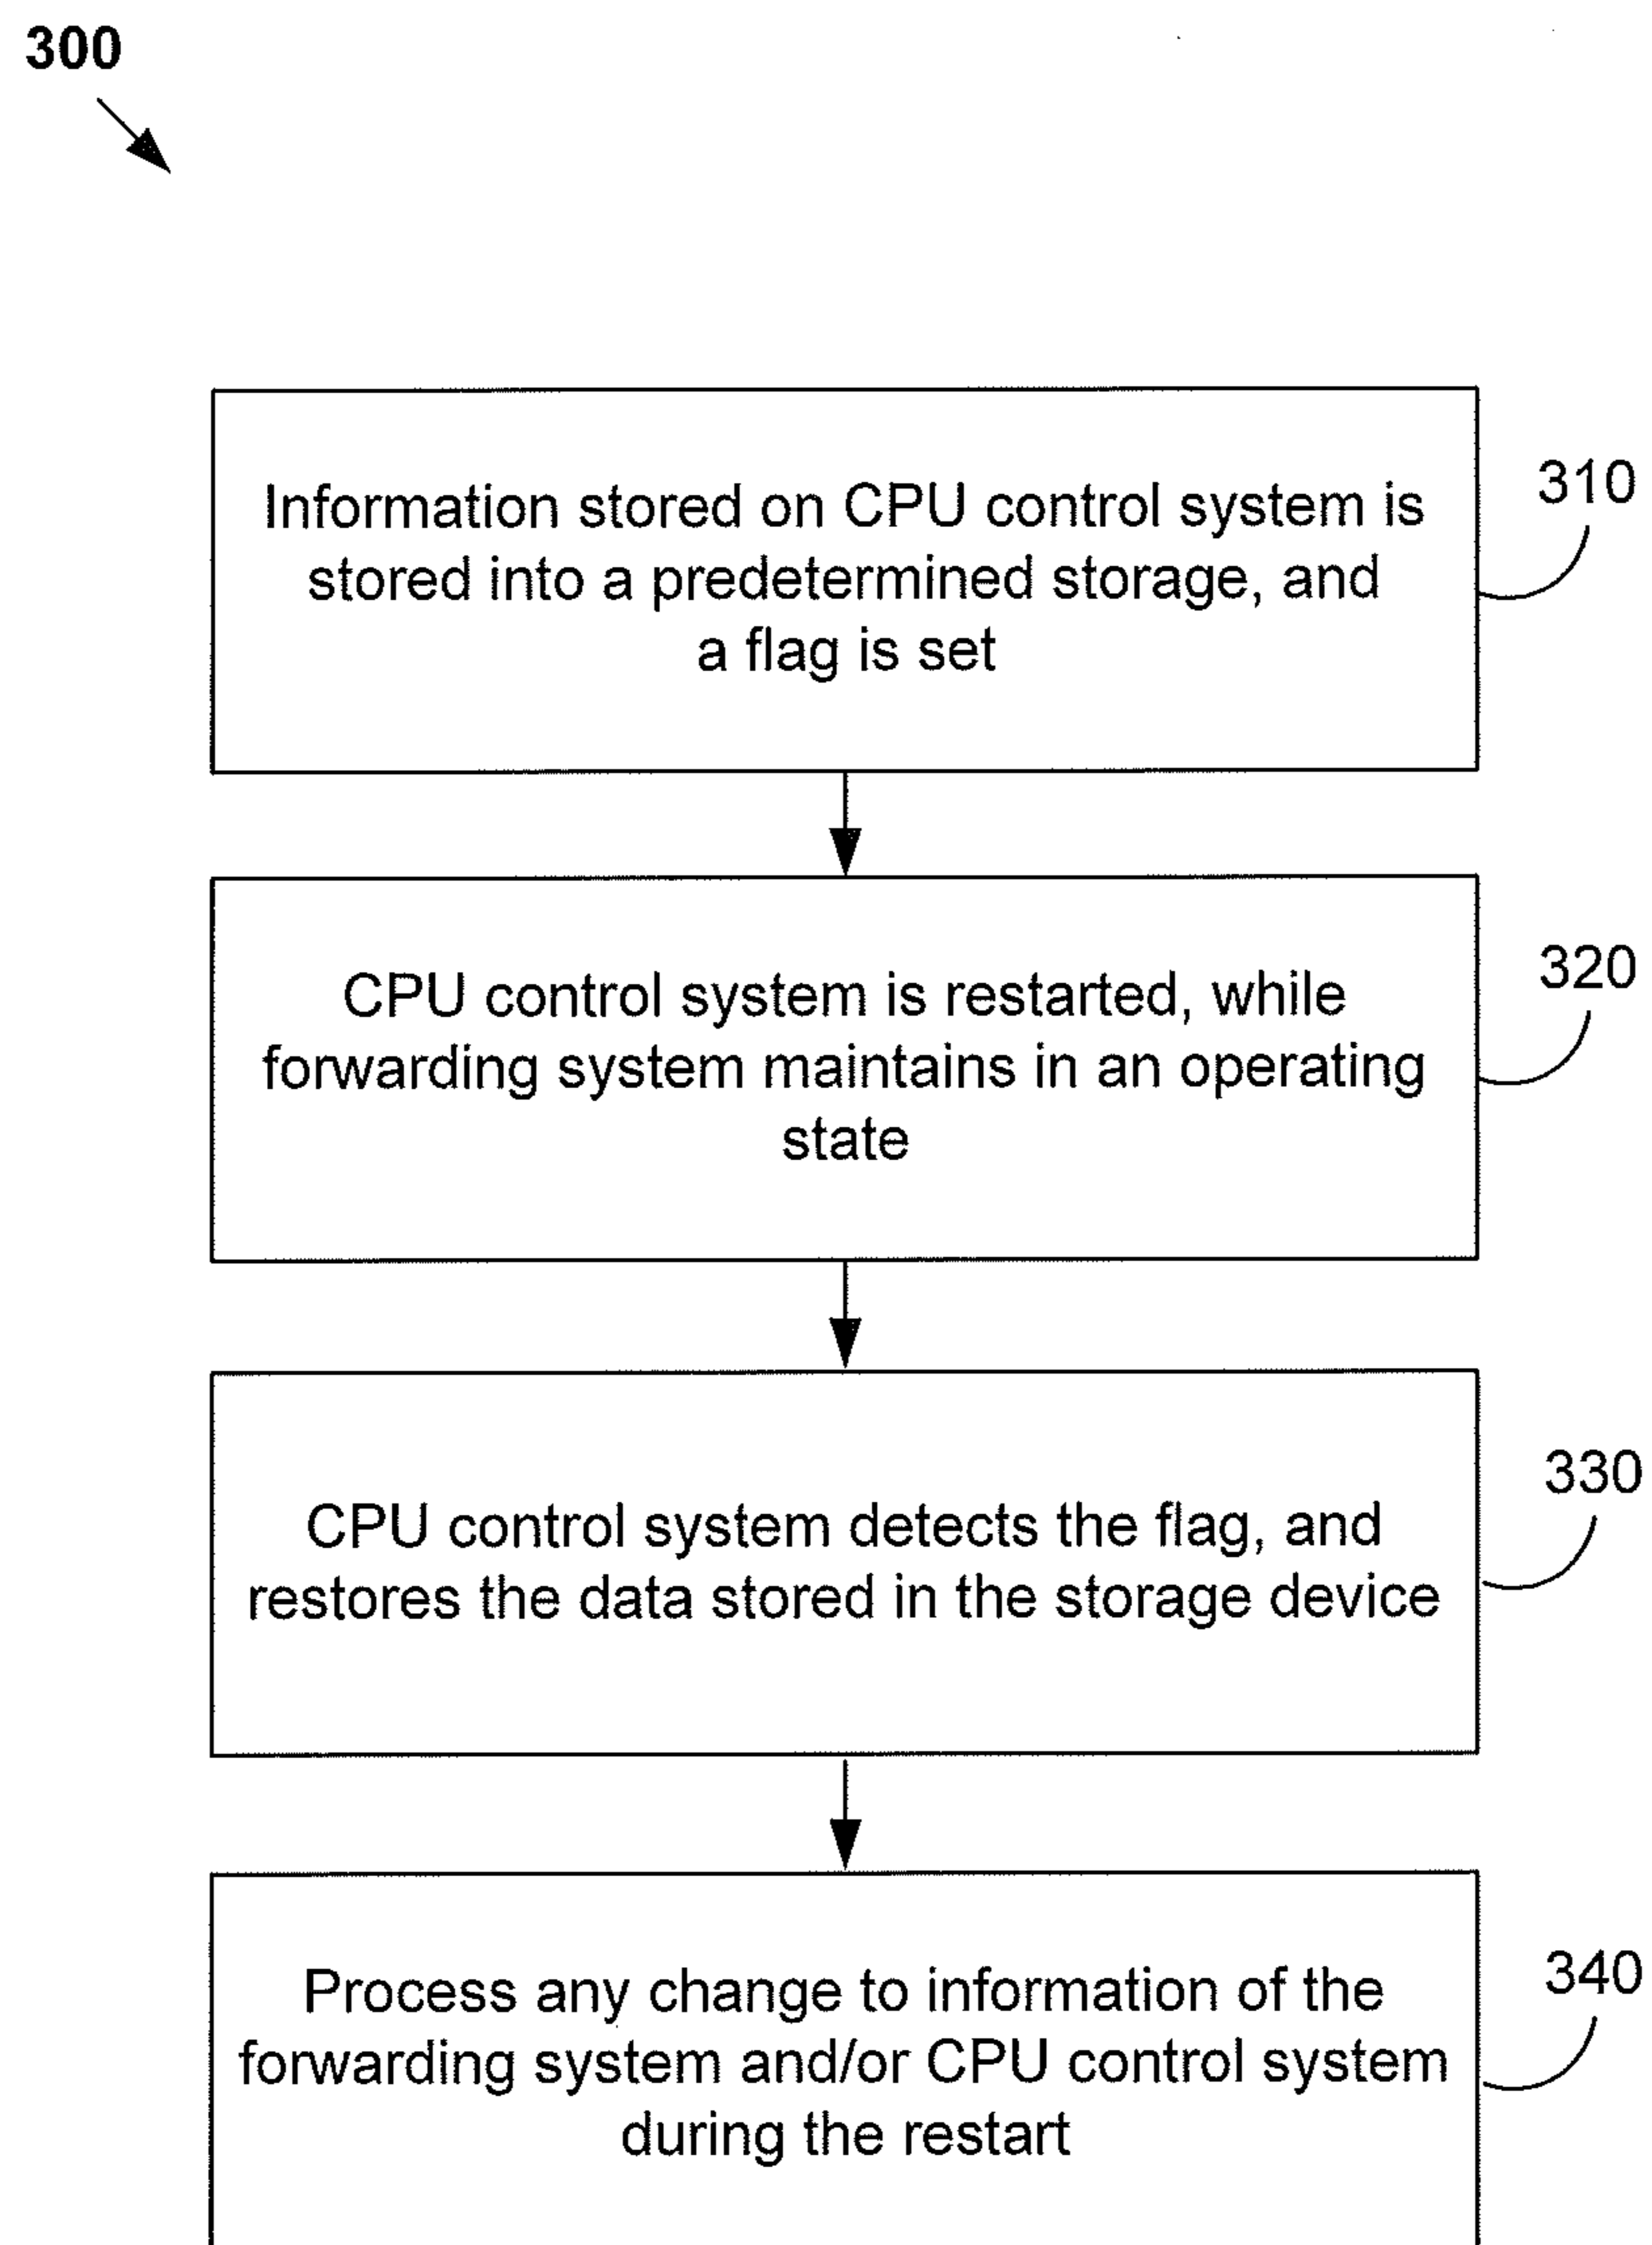 300
Information stored on CPU control system is
stored into a predetermined storage, and
a flag is set
310
CPU control system is restarted, while
forwarding system maintains in an operating
state
320
CPU control system detects the flag, and
restores the data stored in the storage device
330
Process any change to information of the
forwarding system and/or CPU control system
during the restart
340